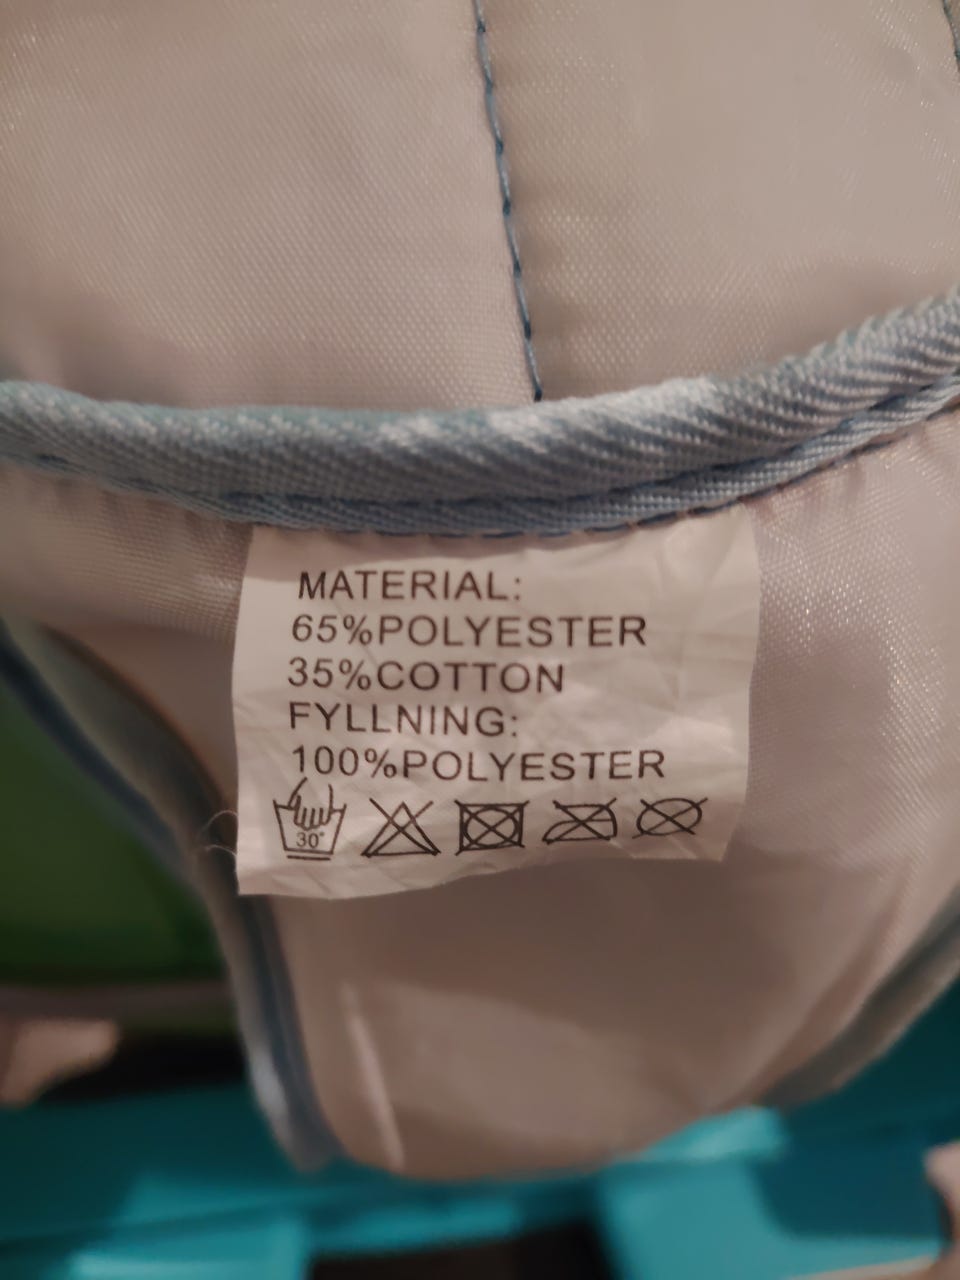 MATERIAL:
65%POLYESTER
35%COTTON
FYLLNING:
100%POLYESTER
30°